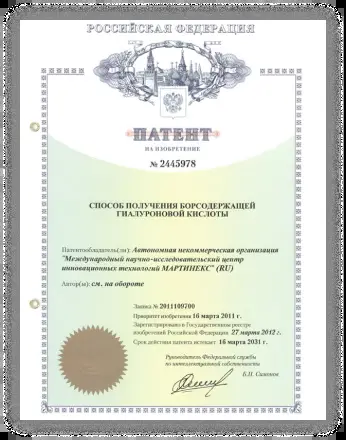 РОССИЙСКАЯ ФЕДЕРАЦИЯ
ПАТЕНТ
НА ИЗОБРЕТЕНИЕ
№ 2445978
СПОСОБ ПОЛУЧЕНИЯ БОРСОДЕРЖАЩЕЙ
ГИАЛУРОНОВОЙ КИСЛОТЫ
Патентообладатель(ли): Автономная некоммерческая организация
"Международный научно-исследовательский центр
инновационных технологий МАРТИНЕКС" (RU)
Автор(ы): см. на обороте
Заявка № 2011109700
Приоритет изобретения 16 марта 2011 г.
Зарегистрировано в Государственном реестре
изобретений Российской Федерации 27 марта 2012 г.
Срок действия патента истекает 16 марта 2031 г.
Руководитель Федеральной службы
по интеллектуальной собственности
Б.П. Симонов